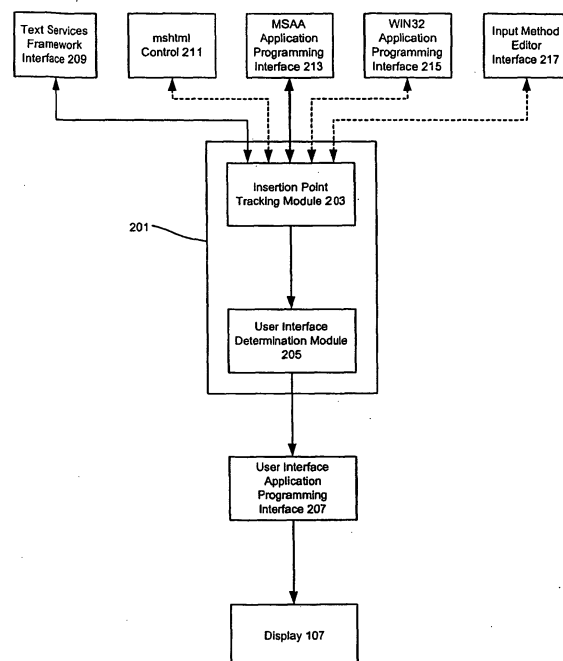 Text Services
Framework
Interface 209
mshtml
Control 211
MSAA
Application
Programming
Interface 213
WIN32
Application
Programming
Interface 215
Input Method
Editor
Interface 217
Insertion Point
Tracking Module 203
201
User Interface
Determination Module
205
User Interface
Application
Programming
Interface 207
Display 107